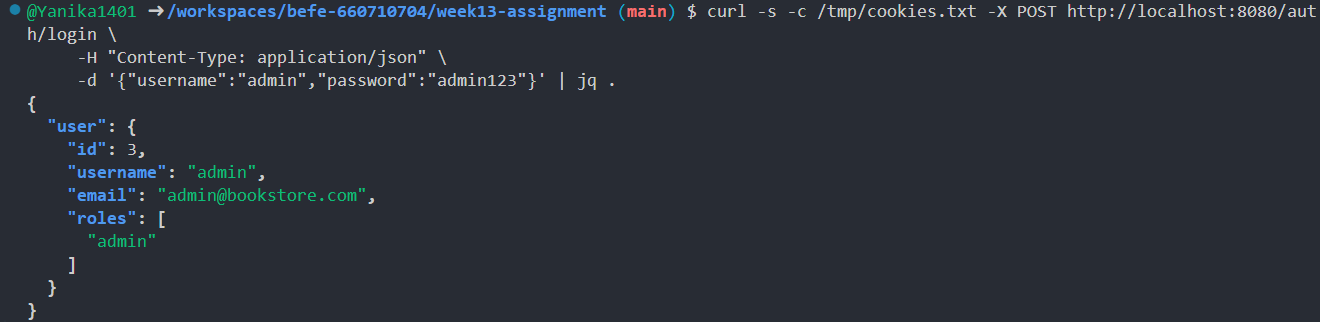 @Yanika1401 ➜/workspaces/befe-660710704/week13-assignment (main) $ curl -s -c /tmp/cookies.txt -X POST http://localhost:8080/aut
h/login \
     -H "Content-Type: application/json" \
     -d '{"username":"admin","password":"admin123"}' | jq .
{
  "user": {
    "id": 3,
    "username": "admin",
    "email": "admin@bookstore.com",
    "roles": [
      "admin"
    ]
  }
}